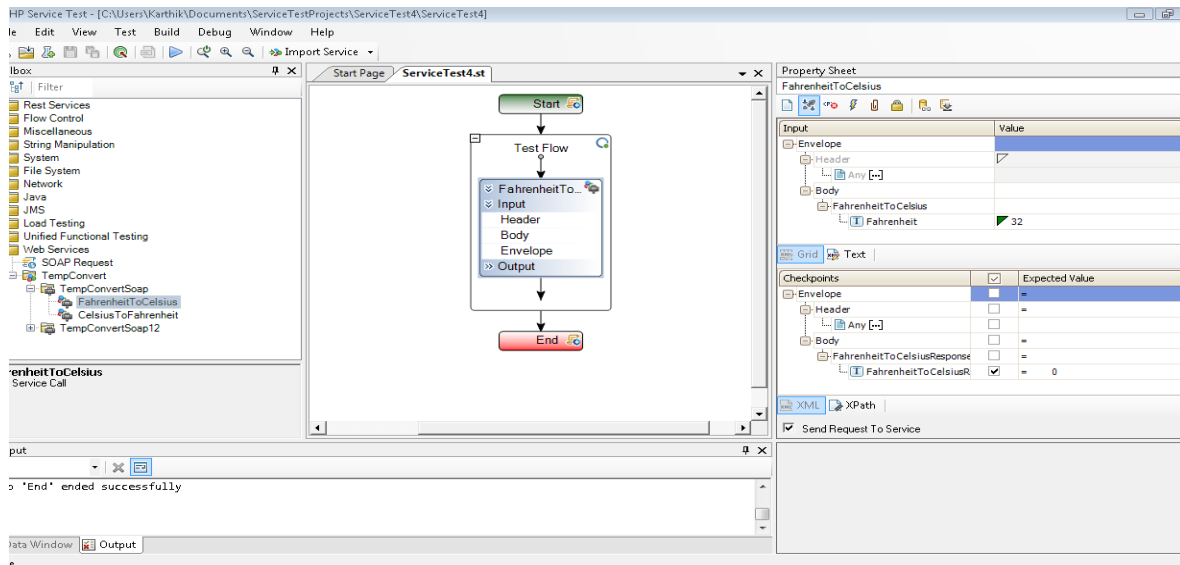 HP Service Test - [C:\Users\Karthik\Documents\ServiceTestProjects\ServiceTest4\ServiceTest4]
le Edit View Test Build Debug Window Help
Import Service
lbox
Filter
Rest Services
Flow Control
Miscellaneous
String Manipulation
System
File System
Network
Java
JMS
Load Testing
Unified Functional Testing
Web Services
SOAP Request
TempConvert
TempConvertSoap
FahrenheitToCelsius
CelsiusToFahrenheit
TempConvertSoap12
renheitToCelsius
Service Call
Start Page ServiceTest4.st
Start
Test Flow
FahrenheitTo...
Input
Header
Body
Envelope
Output
End
Property Sheet
FahrenheitToCelsius
Input Value
Envelope
Header
Any [...]
Body
FahrenheitToCelsius
Fahrenheit 32
Grid Text
Checkpoints Expected Value
Envelope =
Header =
Any [...]
Body =
FahrenheitToCelsiusResponse =
FahrenheitToCelsiusR = 0
XML XPath
Send Request To Service
put
o 'End' ended successfully
Data Window Output